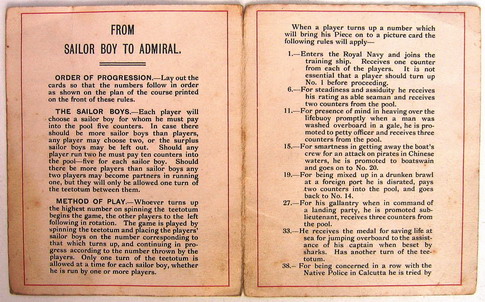 FROM
SAILOR BOY TO ADMIRAL.
ORDER OF PROGRESSION.—Lay out the
cards so that the numbers follow in order
as shown on the plan of the course printed
on the front of these rules.
THE SAILOR BOYS.—Each player will
choose a sailor boy for whom he must pay
into the pool five counters. In case there
should be more sailor boys than players,
any player may choose two, or the surplus
sailor boys may be left out. Should any
player run two he must pay ten counters into
the pool—five for each sailor boy. Should
there be more players than sailor boys any
two players may become partners in running
one, but they will only be allowed one turn of
the teetotum between them.
METHOD OF PLAY.—Whoever turns up
the highest number on spinning the teetotum
begins the game, the other players to the left
following in rotation. The game is played by
spinning the teetotum and placing the players'
sailor boys on the number corresponding to
that which turns up, and continuing in pro-
gress according to the number thrown by the
players. Only one turn of the teetotum is
allowed at a time for each sailor boy, whether
he is run by one or more players.
When a player turns up a number which
will bring his Piece on to a picture card the
following rules will apply—
1.—Enters the Royal Navy and joins the
training ship. Receives one counter
from each of the players. It is not
essential that a player should turn up
No. 1 before proceeding.
6.—For steadiness and assiduity he receives
his rating as able seaman and receives
two counters from the pool.
11.—For presence of mind in heaving over the
lifebuoy promptly when a man was
washed overboard in a gale, he is pro-
moted to petty officer and receives three
counters from the pool.
15.—For smartness in getting away the boat's
crew for an attack on pirates in Chinese
waters, he is promoted to boatswain
and goes on to No. 20.
19.—For being mixed up in a drunken brawl
at a foreign port he is disrated, pays
two counters into the pool, and goes
back to No. 14.
27.—For his gallantry when in command of
a landing party, he is promoted sub-
lieutenant, receives three counters from
the pool.
33.—He receives the medal for saving life at
sea for jumping overboard to the assist-
ance of his captain when beset by
sharks. Has another turn of the tee-
totum.
38.—For being concerned in a row with the
Native Police in Calcutta he is tried by